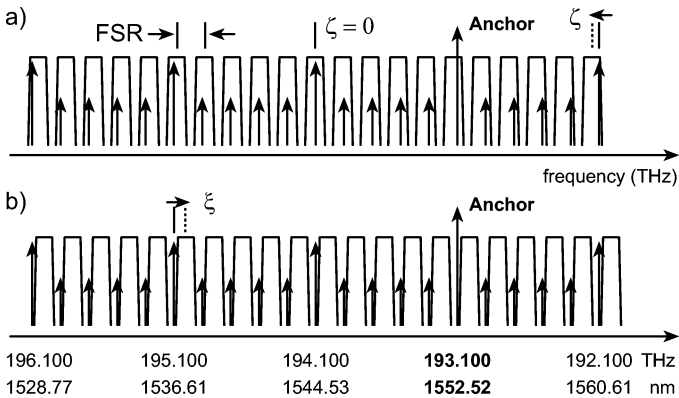 a)
FSR
ζ = 0
Anchor
ζ
frequency (THz)
b)
ξ
Anchor
196.100 195.100 194.100 193.100 192.100 THz
1528.77 1536.61 1544.53 1552.52 1560.61 nm